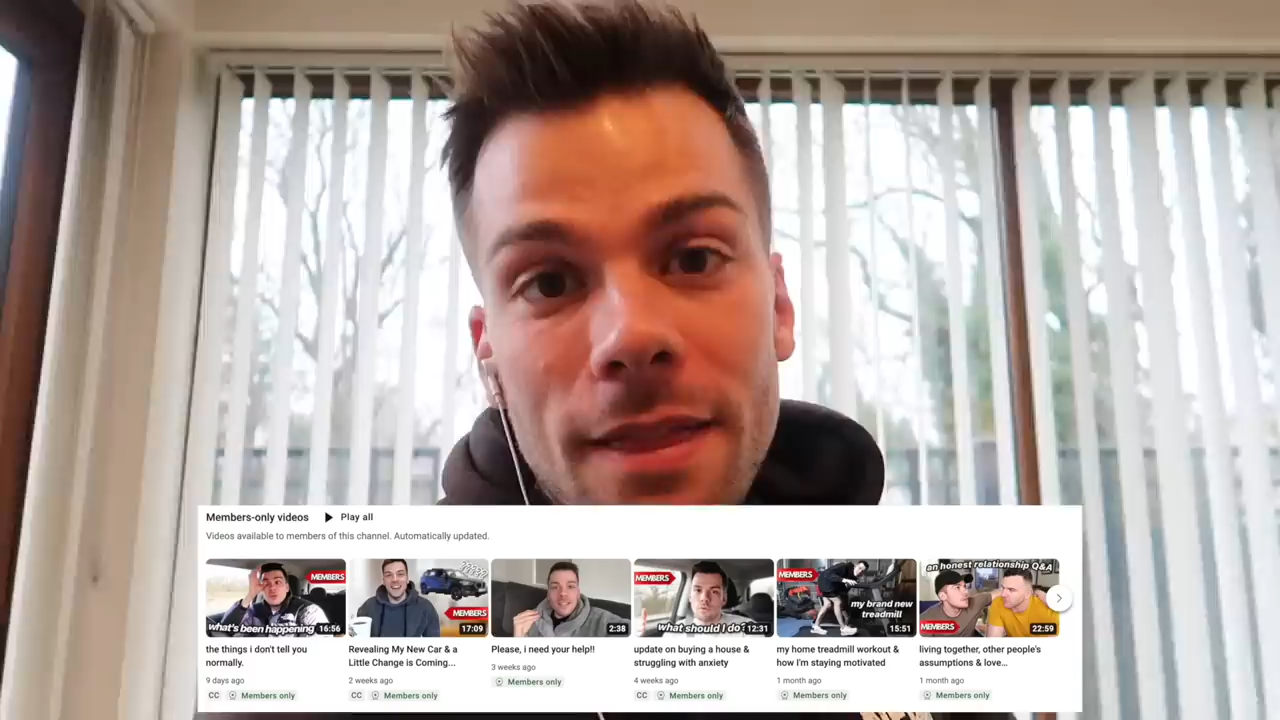 Members-only videos
Play all
Videos available to members of this channel. Automatically updated.
MEMBERS
what's been happening
16:56
the things i don't tell you
normally.
9 days ago
CC
Members only
?????
MEMBERS
17:09
Revealing My New Car & a
Little Change is Coming...
2 weeks ago
CC
Members only
2:38
Please, i need your help!!
3 weeks ago
Members only
MEMBERS
what should i do?
12:31
update on buying a house &
struggling with anxiety
4 weeks ago
CC
Members only
MEMBERS
my brand new
treadmill
15:51
my home treadmill workout &
how I'm staying motivated
1 month ago
Members only
an honest relationship Q&A
MEMBERS
22:59
living together, other people's
assumptions & love...
1 month ago
Members only